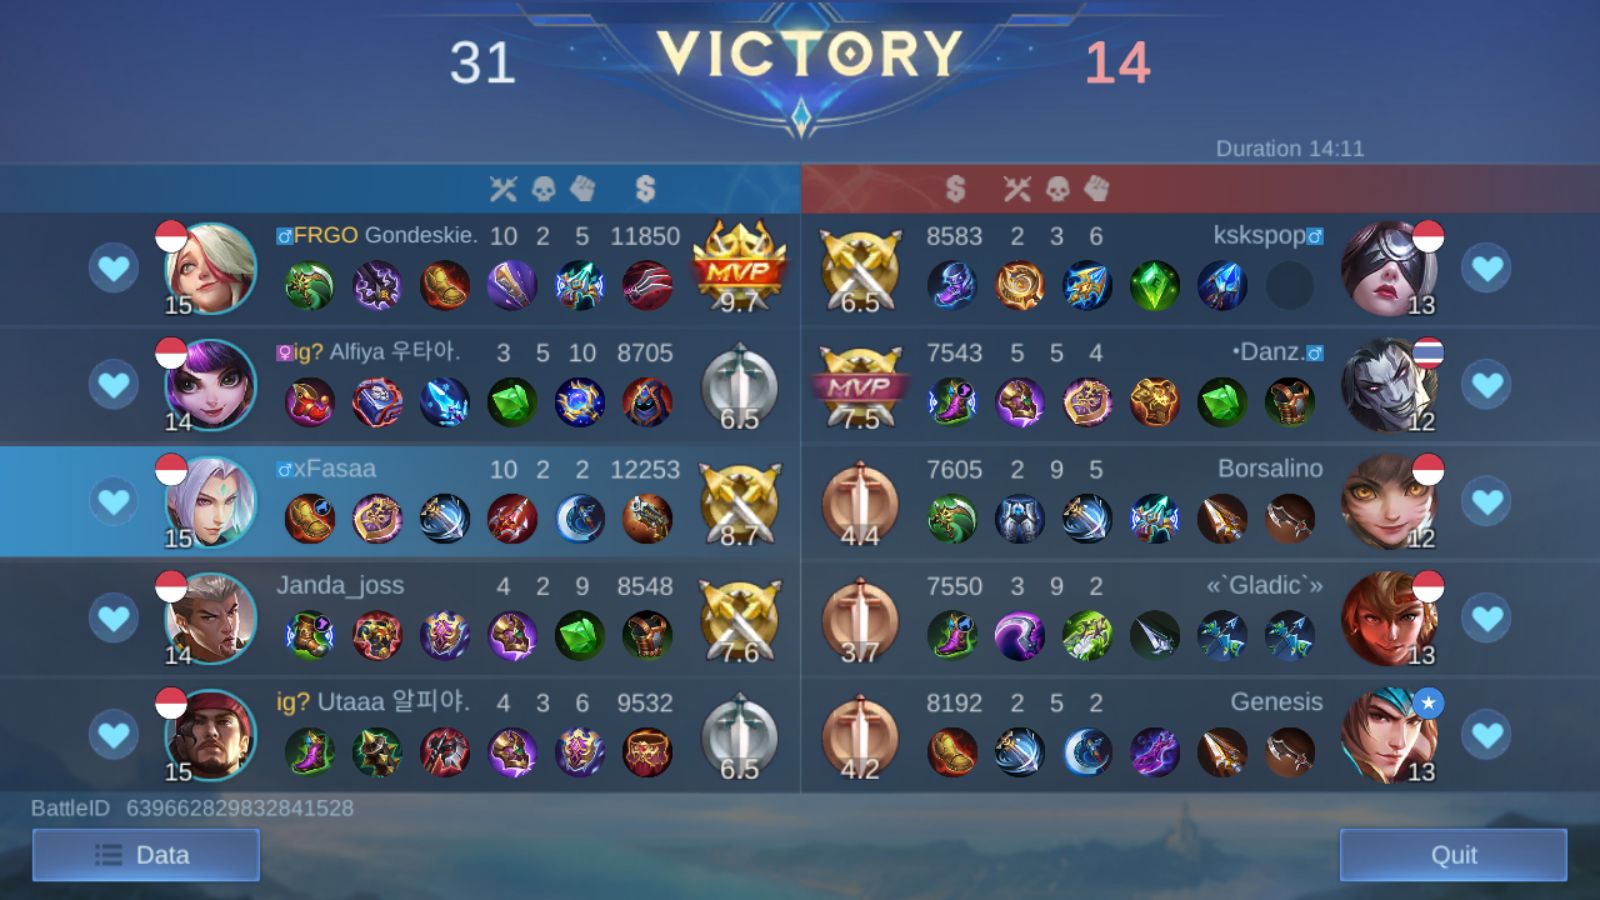 31 VICTORY 14
Duration 14:11
FRGO Gondeskie. 10 2 5 11850
15 MVP 9.7
8583 2 3 6 kskspop
6.5 13
ig? Alfiya 우타아. 3 5 10 8705
14 6.5
7543 5 5 4 •Danz.
MVP 7.5 12
xFasaa 10 2 2 12253
15 8.7
7605 2 9 5 Borsalino
4.4 12
Janda_joss 4 2 9 8548
14 7.6
7550 3 9 2 «`Gladic`»
3.7 13
ig? Utaaa 알피야. 4 3 6 9532
15 6.5
8192 2 5 2 Genesis
4.2 13
BattleID 639662829832841528
Data
Quit